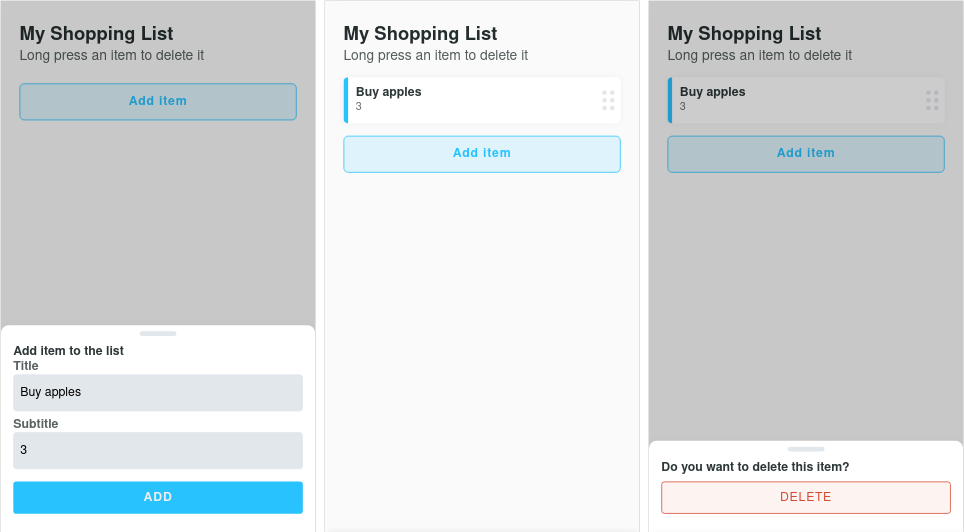 My Shopping List
Long press an item to delete it
Add item
Add item to the list
Title
Buy apples
Subtitle
3
ADD
My Shopping List
Long press an item to delete it
Buy apples
3
Add item
My Shopping List
Long press an item to delete it
Buy apples
3
Add item
Do you want to delete this item?
DELETE